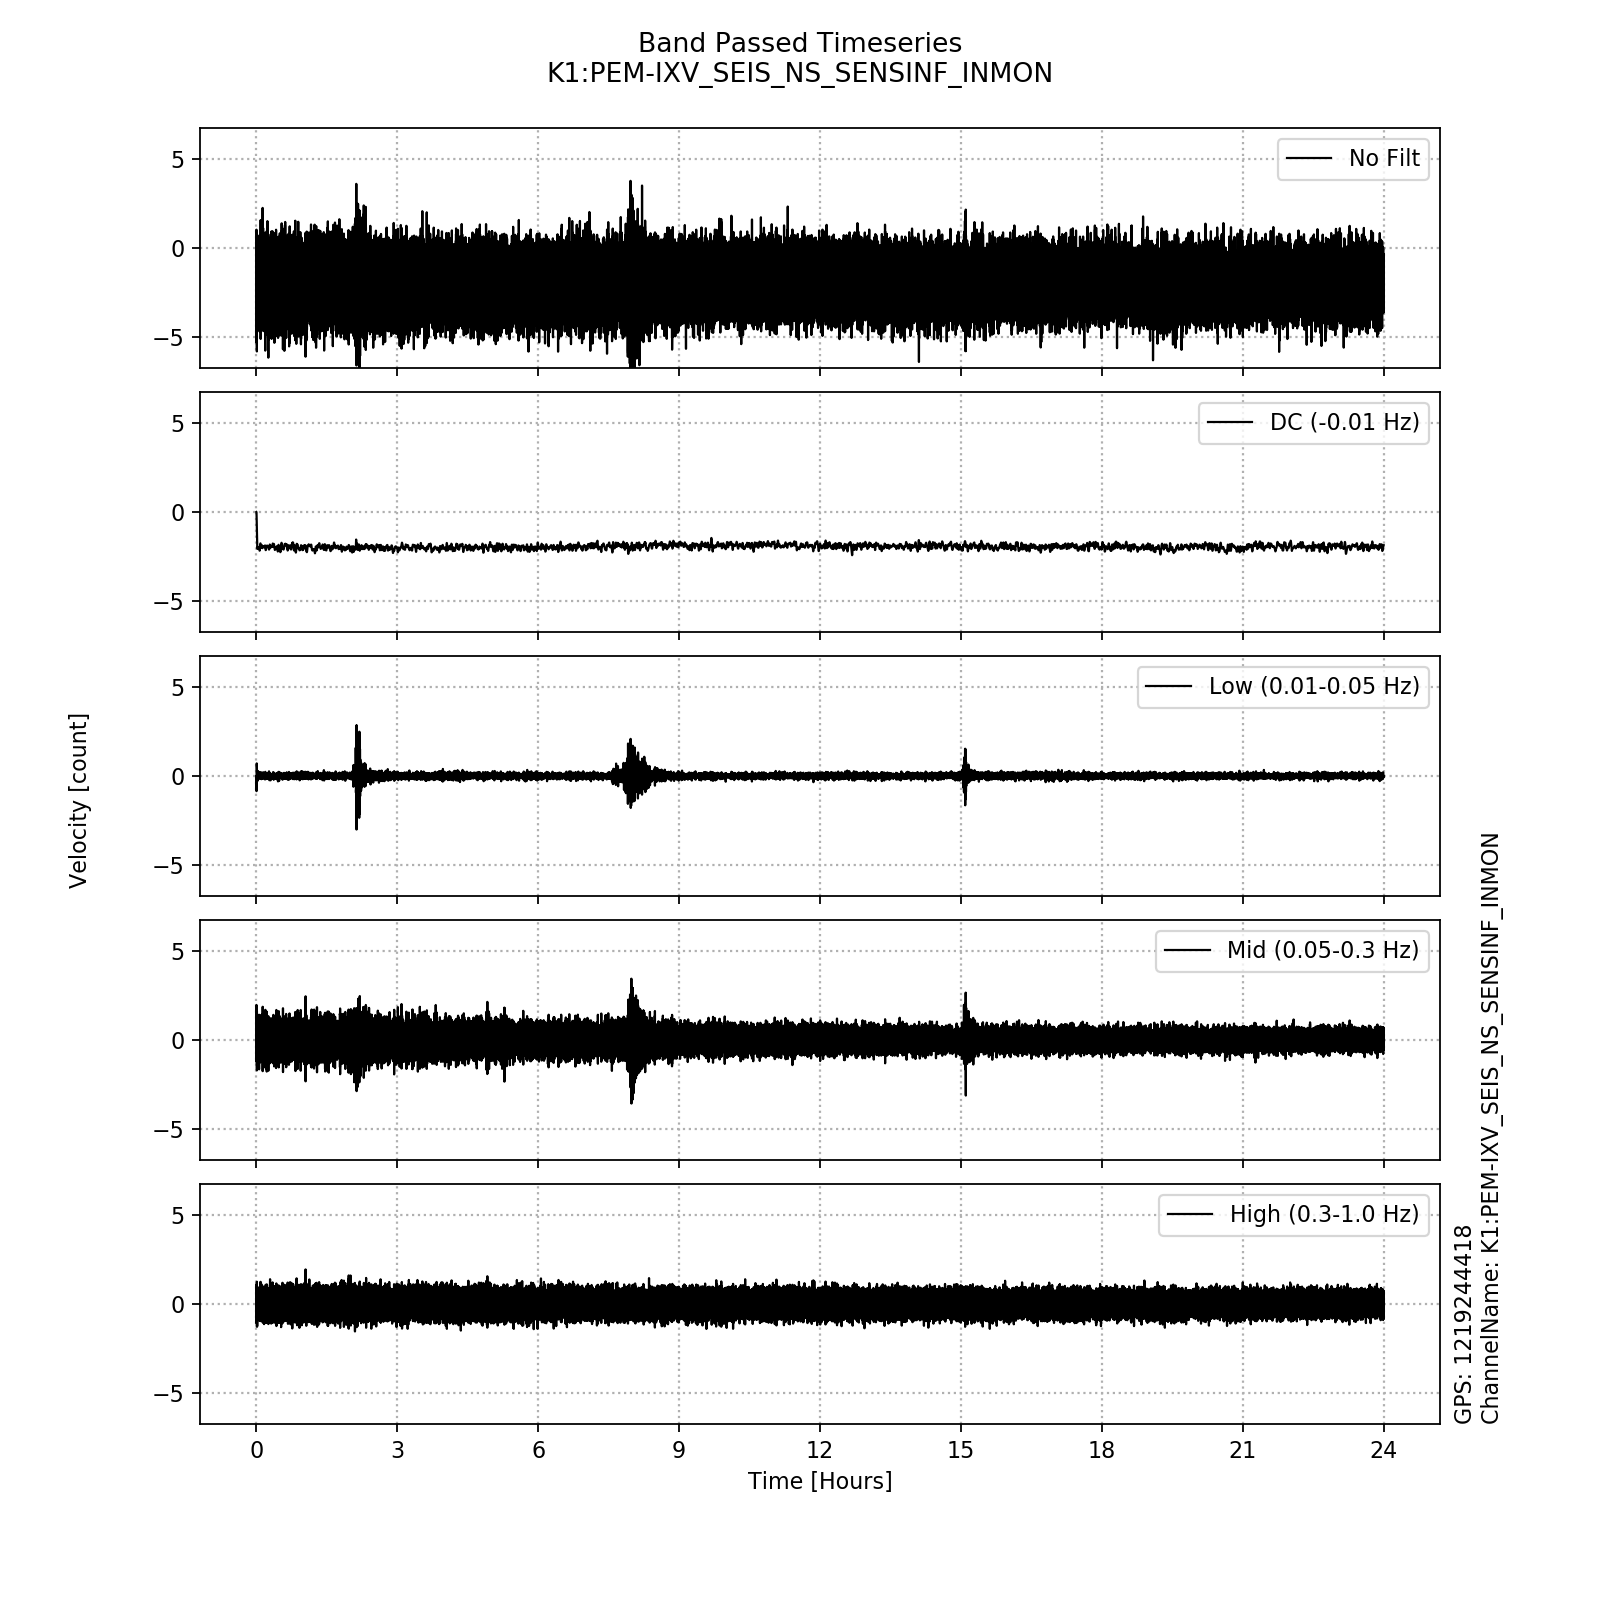 Band Passed Timeseries
K1:PEM-IXV_SEIS_NS_SENSINF_INMON
5
0
−5
No Filt
5
0
−5
DC (-0.01 Hz)
Velocity [count]
5
0
−5
Low (0.01-0.05 Hz)
5
0
−5
Mid (0.05-0.3 Hz)
5
0
−5
High (0.3-1.0 Hz)
0 3 6 9 12 15 18 21 24
Time [Hours]
GPS: 1219244418
ChannelName: K1:PEM-IXV_SEIS_NS_SENSINF_INMON